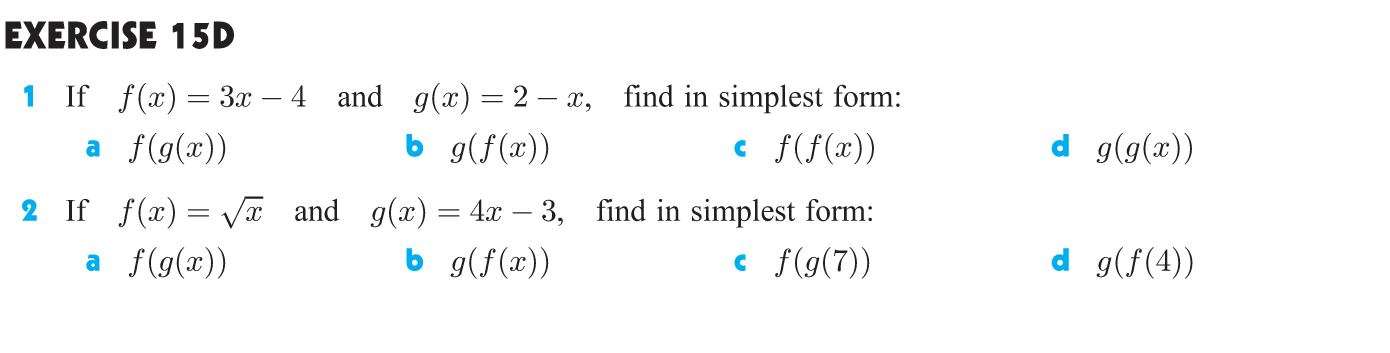 EXERCISE 15D
1 If f(x) = 3x − 4 and g(x) = 2 − x, find in simplest form:
a f(g(x)) b g(f(x)) c f(f(x)) d g(g(x))
2 If f(x) = √x and g(x) = 4x − 3, find in simplest form:
a f(g(x)) b g(f(x)) c f(g(7)) d g(f(4))